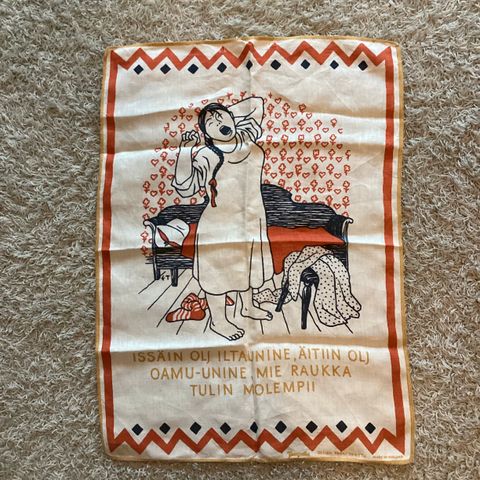 ISSÄIN OLJ ILTAUNINE, ÄITIIN OLJ
OAMU-UNINE, MIE RAUKKA
TULIN MOLEMPII